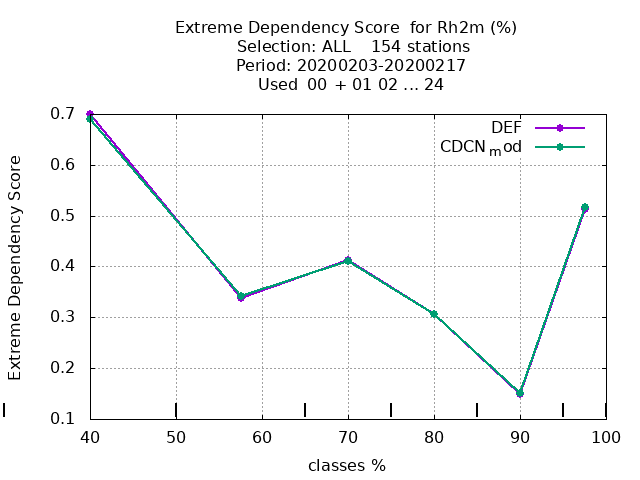 Extreme Dependency Score  for Rh2m (%)
Selection: ALL    154 stations
Period: 20200203-20200217
Used  00  + 01 02 ... 24
DEF
CDCNmod
Extreme Dependency Score
0.7
0.6
0.5
0.4
0.3
0.2
0.1
40 50 60 70 80 90 100
classes %